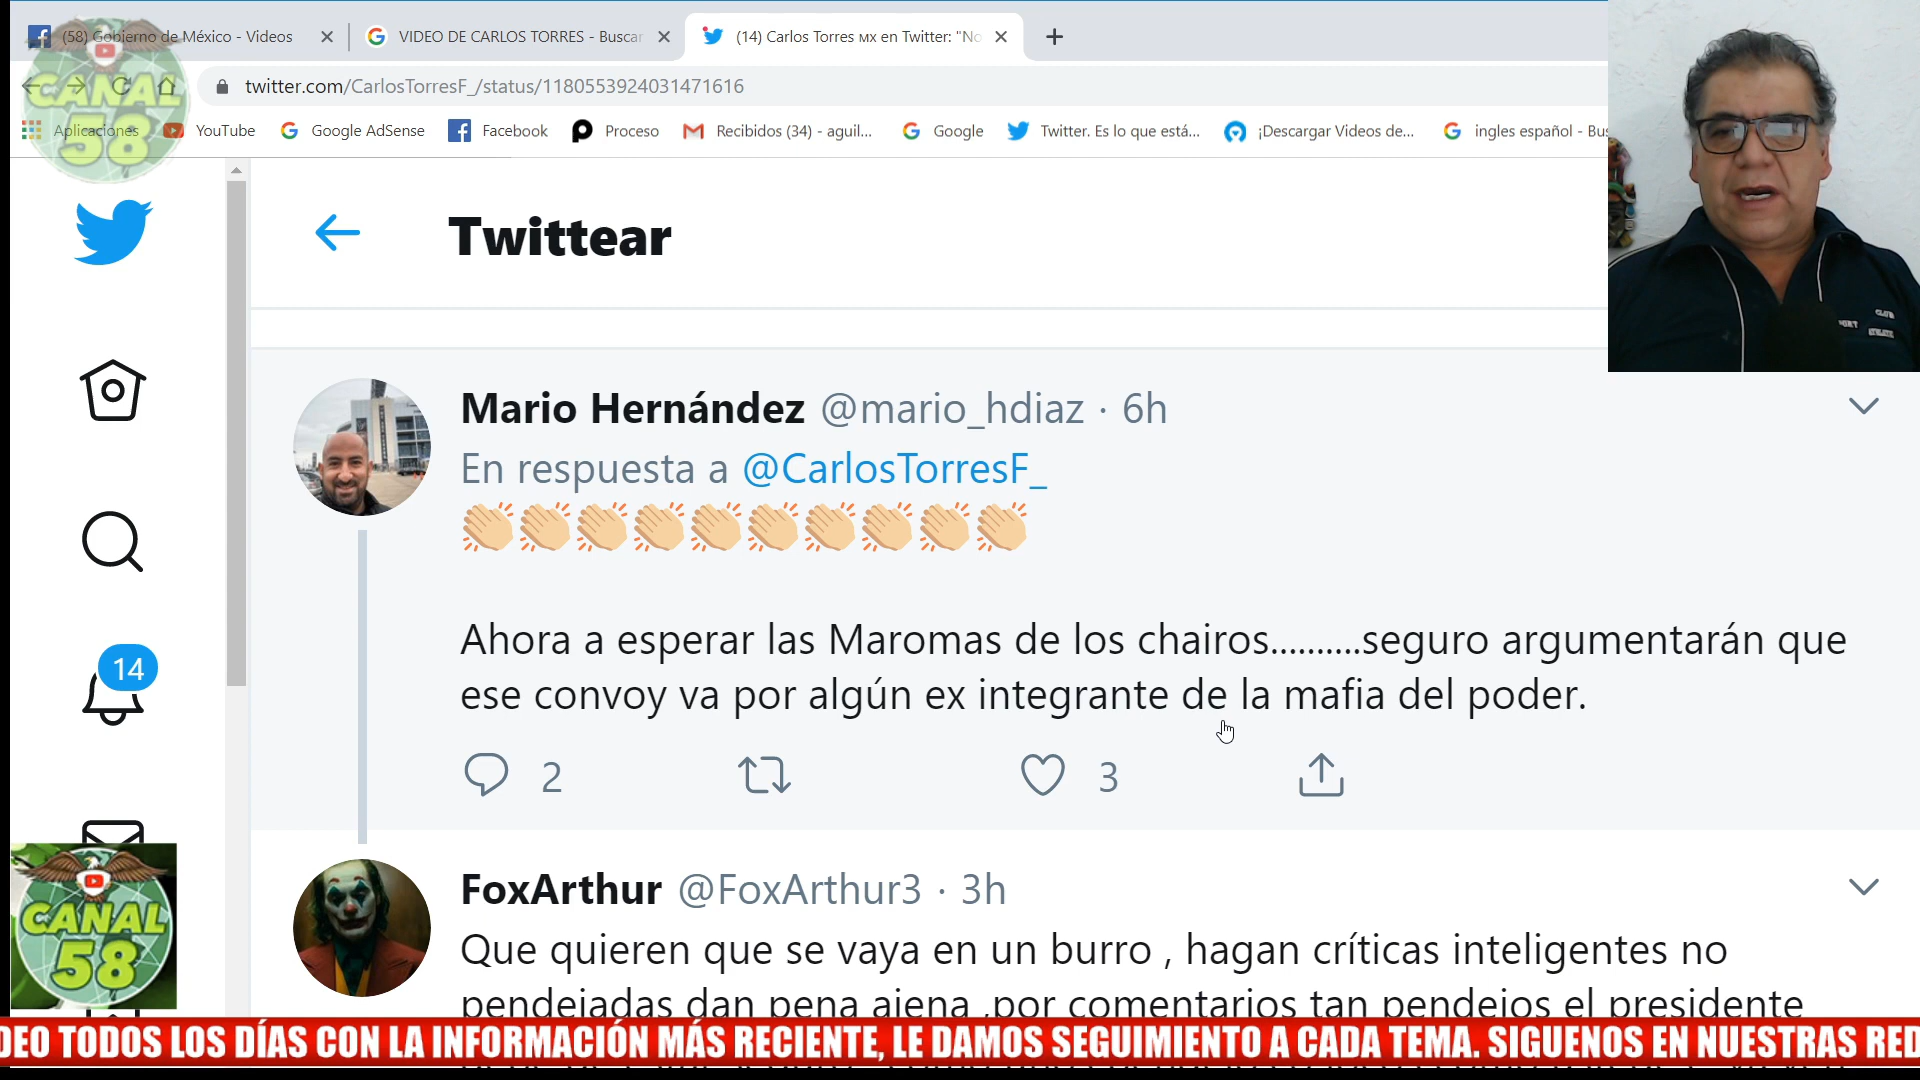 (58) Gobierno de México - Videos
VIDEO DE CARLOS TORRES - Buscar
(14) Carlos Torres MX en Twitter: "No
twitter.com/CarlosTorresF_/status/1180553924031471616
Aplicaciones
YouTube
Google AdSense
Facebook
Proceso
Recibidos (34) - aguil...
Google
Twitter. Es lo que está...
¡Descargar Videos de...
ingles español - Bus
CANAL
58
Twittear
CLUB
SPORT
ATHLETE
Mario Hernández @mario_hdiaz · 6h
En respuesta a @CarlosTorresF_
👏🏼👏🏼👏🏼👏🏼👏🏼👏🏼👏🏼👏🏼👏🏼👏🏼
Ahora a esperar las Maromas de los chairos..........seguro argumentarán que
ese convoy va por algún ex integrante de la mafia del poder.
14
2
3
FoxArthur @FoxArthur3 · 3h
Que quieren que se vaya en un burro , hagan críticas inteligentes no
pendejadas dan pena ajena ,por comentarios tan pendejos el presidente
CANAL
58
DEO TODOS LOS DÍAS CON LA INFORMACIÓN MÁS RECIENTE, LE DAMOS SEGUIMIENTO A CADA TEMA. SIGUENOS EN NUESTRAS RED